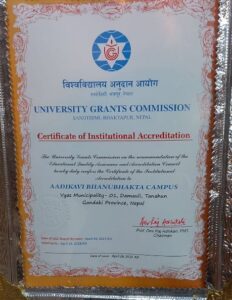 विश्वविद्यालय अनुदान आयोग
UNIVERSITY GRANTS COMMISSION
SANOTHIMI, BHAKTAPUR, NEPAL
Certificate of Institutional Accreditation
The University Grants Commission on the recommendation of the
Educational Quality Assurance and Accreditation Council
hereby duly confers the Certificate of the Institutional
Accreditation to
AADIKAVI BHANUBHAKTA CAMPUS
Vyas Municipality- 01, Damauli, Tanahun
Gandaki Province, Nepal
Chairman